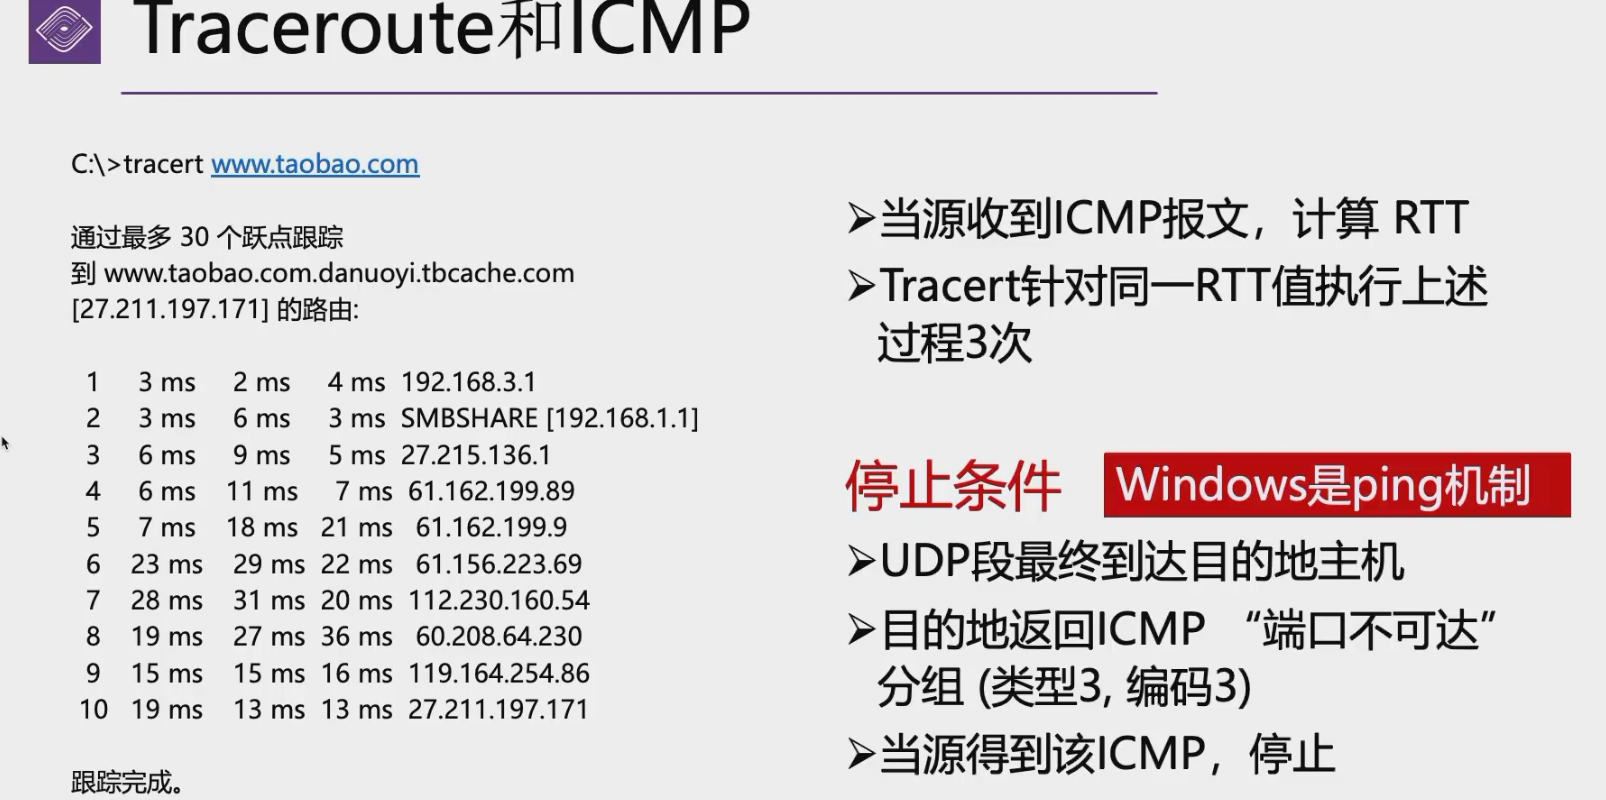 Traceroute和ICMP
C:\>tracert www.taobao.com
通过最多 30 个跃点跟踪
到 www.taobao.com.danuoyi.tbcache.com
[27.211.197.171] 的路由:
1 3 ms 2 ms 4 ms 192.168.3.1
2 3 ms 6 ms 3 ms SMBSHARE [192.168.1.1]
3 6 ms 9 ms 5 ms 27.215.136.1
4 6 ms 11 ms 7 ms 61.162.199.89
5 7 ms 18 ms 21 ms 61.162.199.9
6 23 ms 29 ms 22 ms 61.156.223.69
7 28 ms 31 ms 20 ms 112.230.160.54
8 19 ms 27 ms 36 ms 60.208.64.230
9 15 ms 15 ms 16 ms 119.164.254.86
10 19 ms 13 ms 13 ms 27.211.197.171
跟踪完成。
➢当源收到ICMP报文，计算 RTT
➢Tracert针对同一RTT值执行上述
过程3次
停止条件 Windows是ping机制
➢UDP段最终到达目的地主机
➢目的地返回ICMP “端口不可达”
分组 (类型3, 编码3)
➢当源得到该ICMP，停止